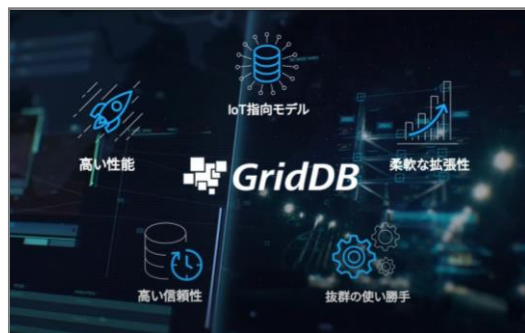 IoT指向モデル
高い性能
柔軟な拡張性
GridDB
高い信頼性
抜群の使い勝手